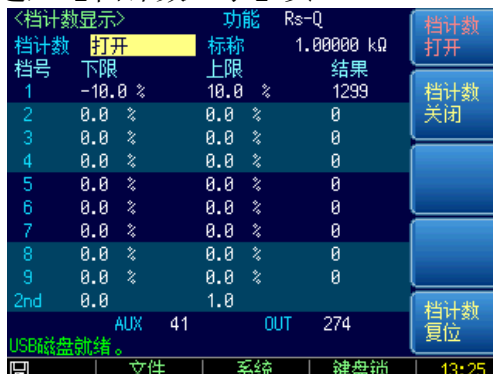 <档计数显示> 功能 Rs-Q
档计数 打开 标称 1.00000 kΩ
档号 下限 上限 结果
1 -10.0 % 10.0 % 1299
2 0.0 % 0.0 % 0
3 0.0 % 0.0 % 0
4 0.0 % 0.0 % 0
5 0.0 % 0.0 % 0
6 0.0 % 0.0 % 0
7 0.0 % 0.0 % 0
8 0.0 % 0.0 % 0
9 0.0 % 0.0 % 0
2nd 0.0 1.0
AUX 41 OUT 274
USB磁盘就绪。
档计数
打开
档计数
关闭
档计数
复位
文件 系统 键盘锁 13:25